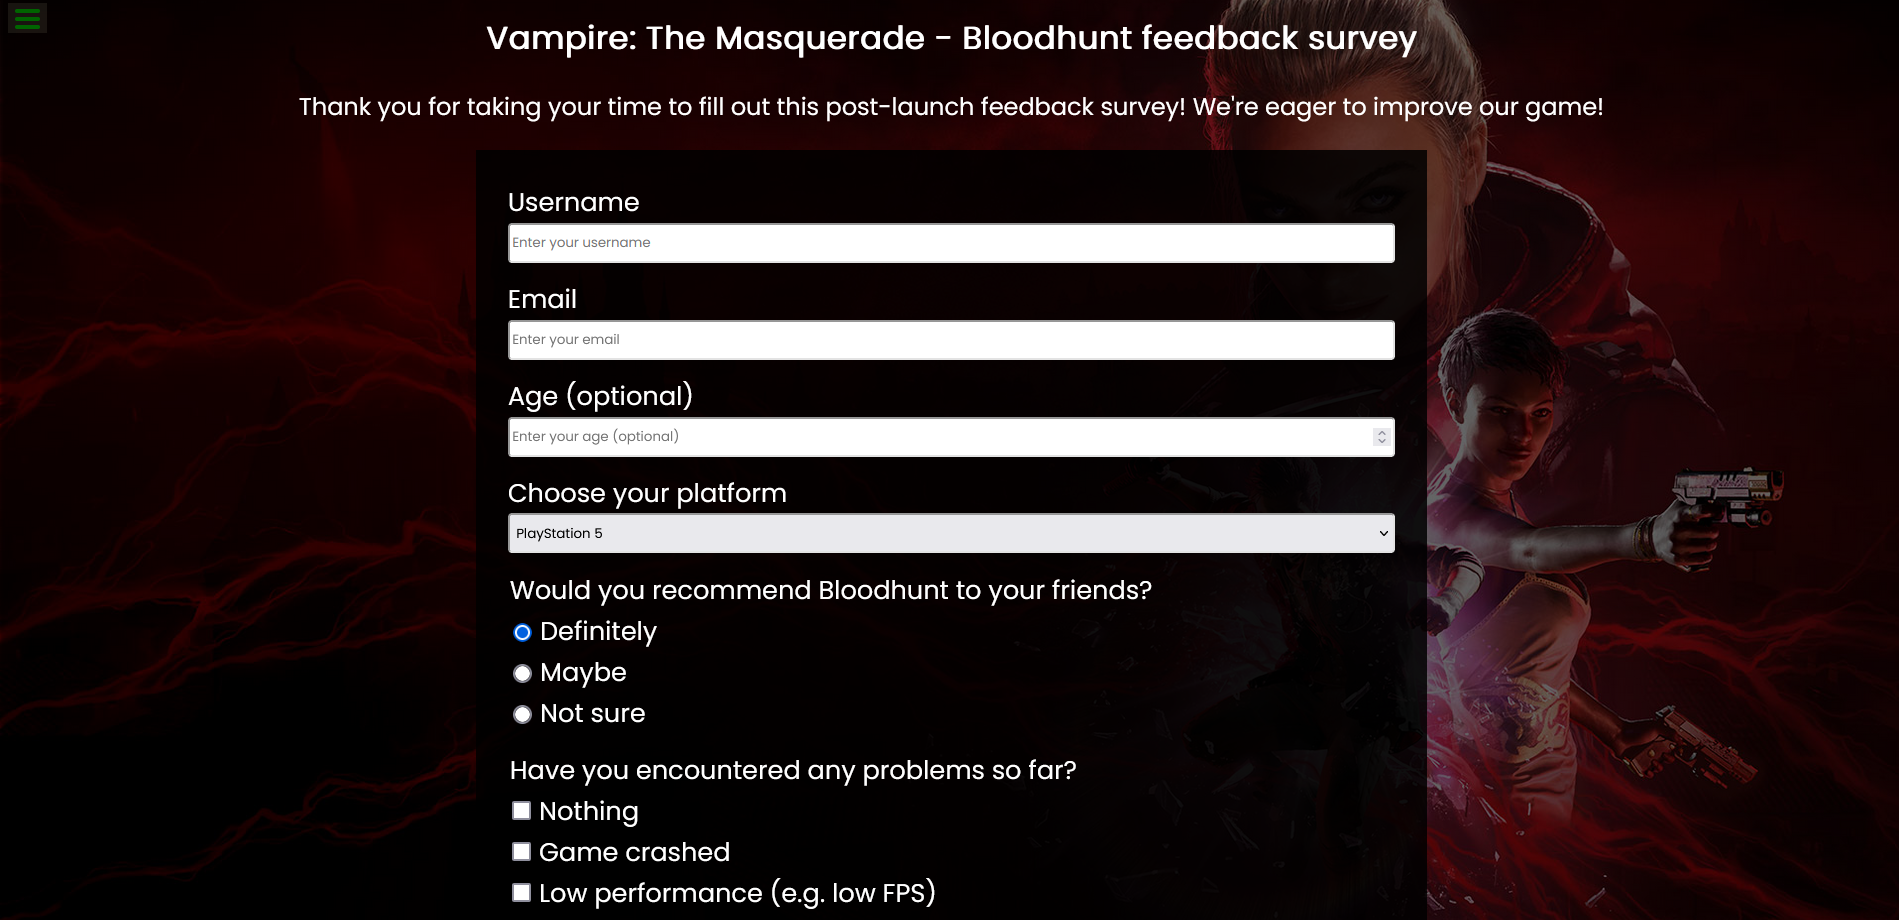 Vampire: The Masquerade - Bloodhunt feedback survey
Thank you for taking your time to fill out this post-launch feedback survey! We're eager to improve our game!
Username
Enter your username
Email
Enter your email
Age (optional)
Enter your age (optional)
Choose your platform
PlayStation 5
Would you recommend Bloodhunt to your friends?
Definitely
Maybe
Not sure
Have you encountered any problems so far?
Nothing
Game crashed
Low performance (e.g. low FPS)